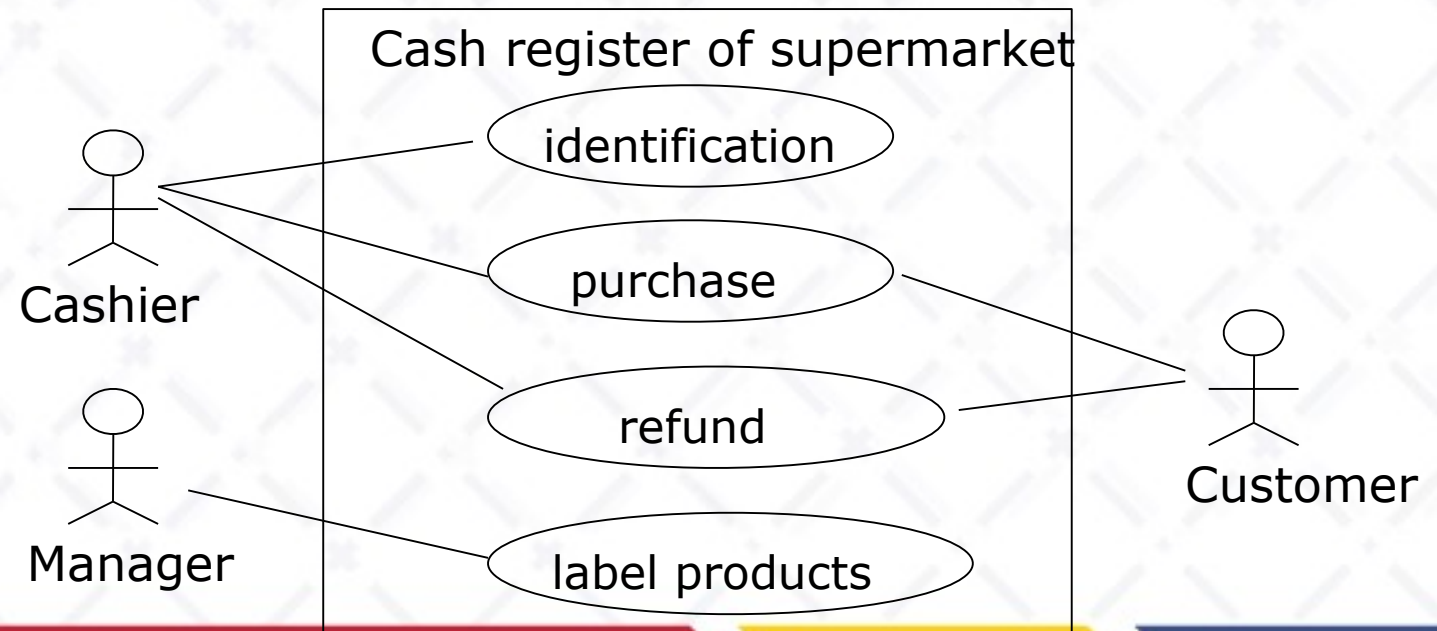 Cash register of supermarket
identification
purchase
Cashier
refund
Customer
Manager
label products